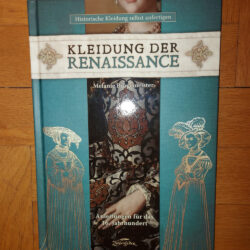 Historische Kleidung selbst anfertigen
KLEIDUNG DER
RENAISSANCE
Melanie
Anleitungen für das
16. Jahrhundert